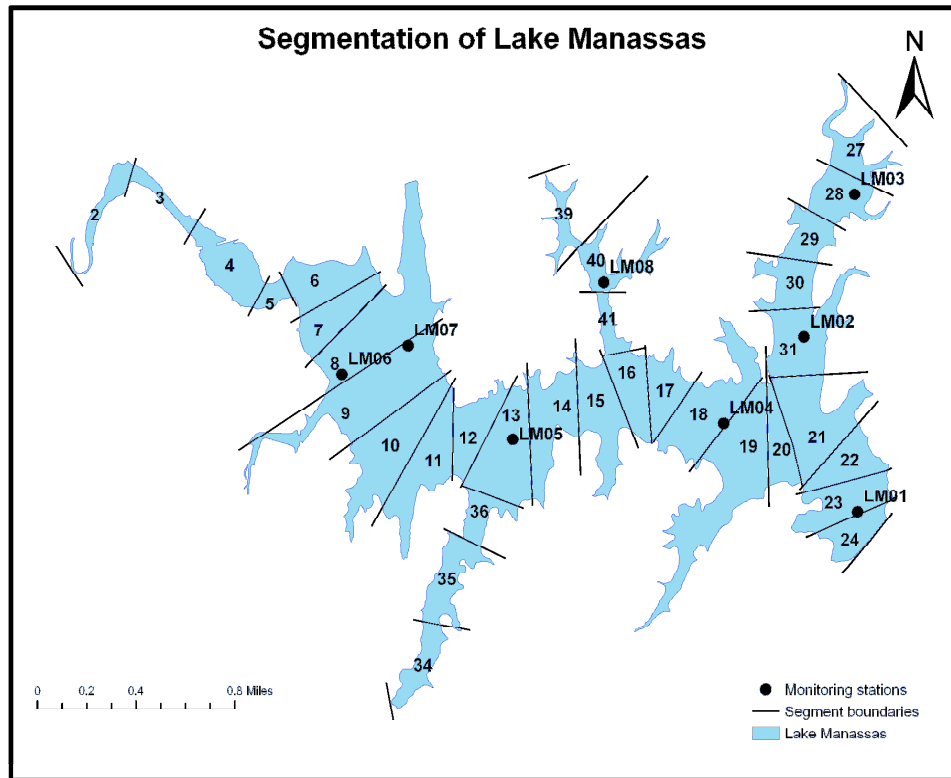 Segmentation of Lake Manassas
N
27
LM03
28
2
3
39
29
4
40
LM08
30
6
5
41
LM02
7
LM07
31
8
LM06
16
17
9
13
14
15
18
LM04
10
12
LM05
19
20
21
11
22
36
23
LM01
24
35
34
0 0.2 0.4 0.8 Miles
Monitoring stations
Segment boundaries
Lake Manassas